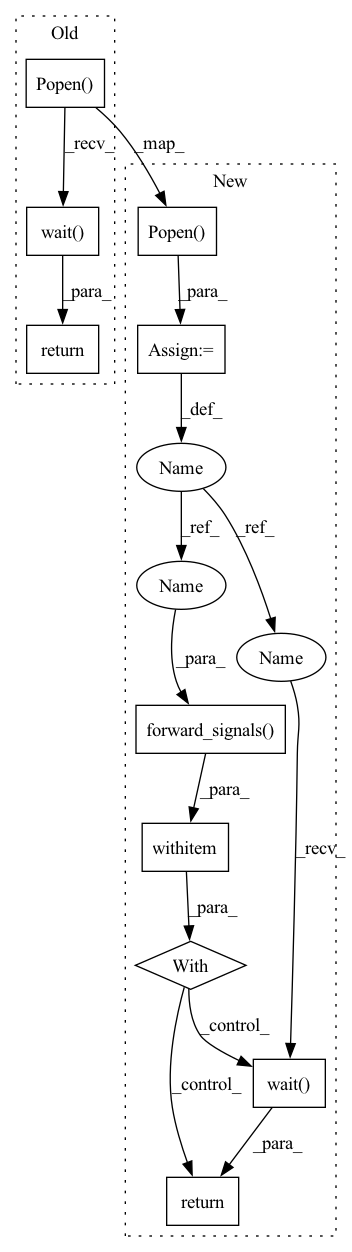 Old
Popen()
_recv_
_map_
New
wait()
Popen()
_para_
_para_
return
Assign:=
_def_
Name
_ref_
_ref_
Name
Name
_para_
forward_signals()
_para_
withitem
_recv_
_para_
With
_control_
_control_
wait()
_para_
return